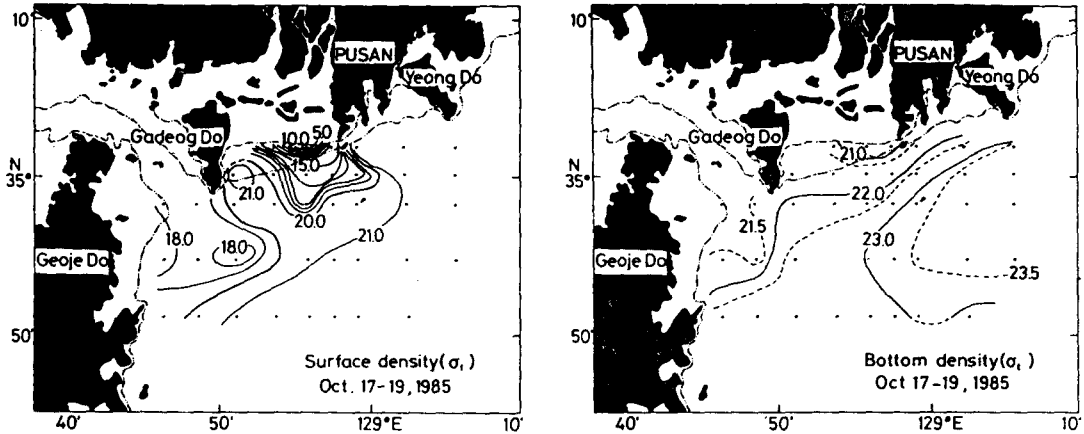 10'
PUSAN
Yeong Do
Gadeog Do
10.0
5.0
15.0
N
35°
21.0
20.0
21.0
18.0
18.0
Geoje Do
50'
Surface density(σt)
Oct. 17-19, 1985
40'
50'
129°E
10'
10'
PUSAN
Yeong Do
Gadeog Do
21.0
N
35°
22.0
21.5
23.0
Geoje Do
23.5
50'
Bottom density(σt)
Oct 17-19, 1985
40'
50'
129°E
10'